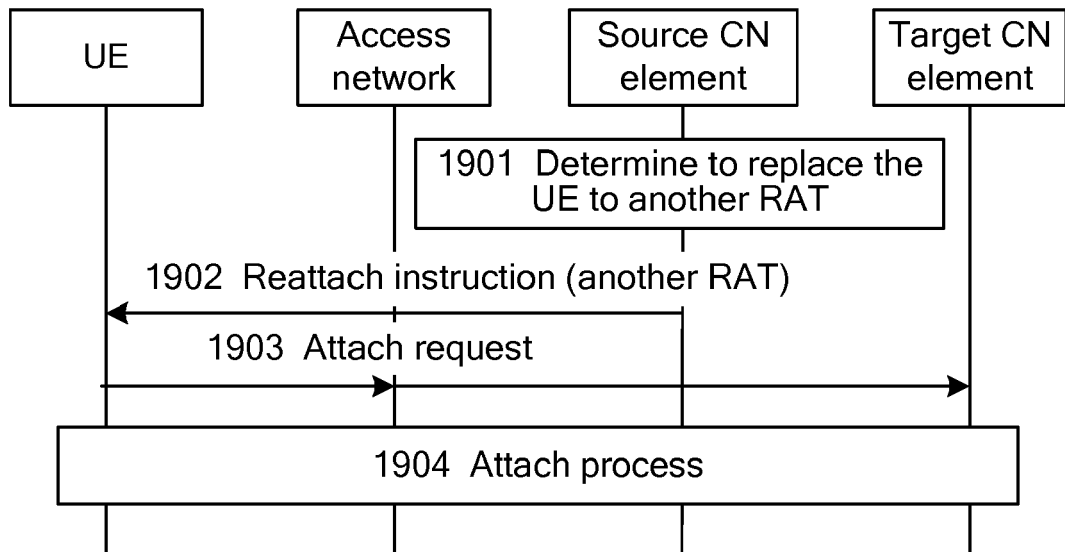 UE
Access
network
Source CN
element
Target CN
element
1901 Determine to replace the
UE to another RAT
1902 Reattach instruction (another RAT)
1903 Attach request
1904 Attach process